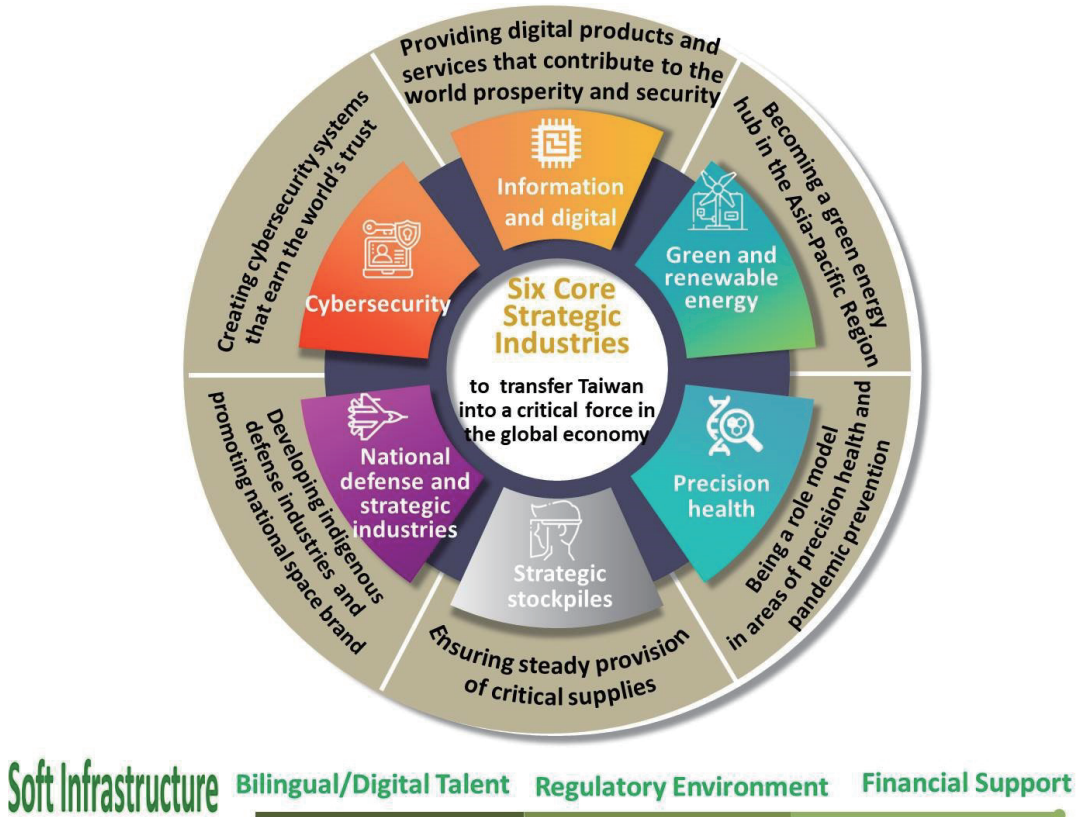 Providing digital products and
services that contribute to the
world prosperity and security
Information
and digital
Becoming a green energy
hub in the Asia-Pacific Region
Green and
renewable
energy
Being a role model
in areas of precision health and
pandemic prevention
Precision
health
Ensuring steady provision
of critical supplies
Strategic
stockpiles
Developing indigenous
defense industries and
promoting national space brand
National
defense and
strategic
industries
Creating cybersecurity systems
that earn the world's trust
Cybersecurity
Six Core
Strategic
Industries
to transfer Taiwan
into a critical force in
the global economy
Soft Infrastructure
Bilingual/Digital Talent
Regulatory Environment
Financial Support